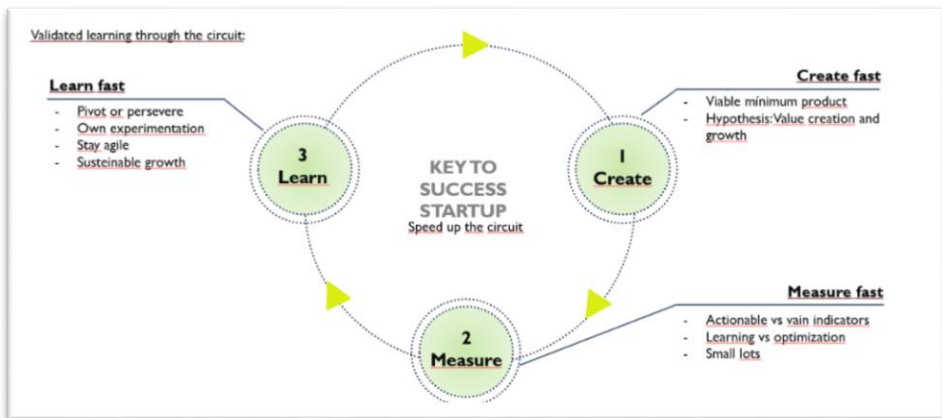 Validated learning through the circuit:
Learn fast
- Pivot or persevere
- Own experimentation
- Stay agile
- Susteinable growth
Create fast
- Viable mínimum product
- Hypothesis: Value creation and
growth
3
Learn
KEY TO
SUCCESS
STARTUP
Speed up the circuit
1
Create
Measure fast
- Actionable vs vain indicators
- Learning vs optimization
- Small lots
2
Measure